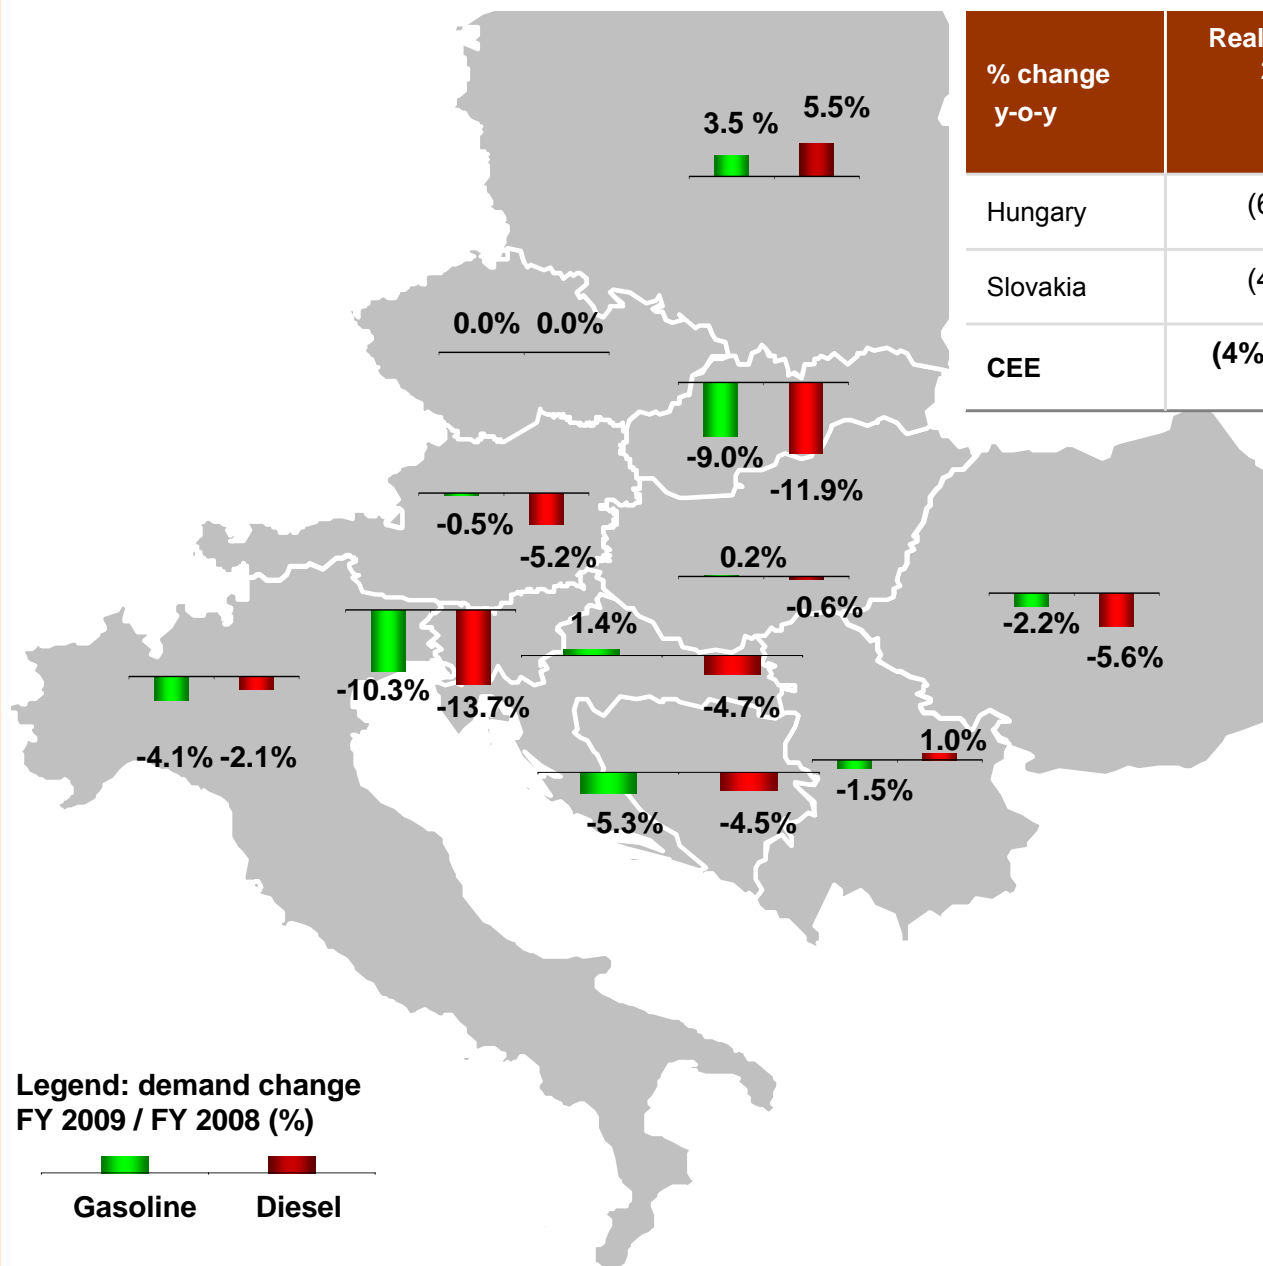 % change
y-o-y
Real
Hungary
(6
Slovakia
(4
CEE
(4%
3.5 % 5.5%
0.0% 0.0%
-9.0%
-11.9%
-0.5%
-5.2%
0.2%
-0.6%
-2.2%
-5.6%
1.4%
-4.7%
-10.3%
-13.7%
-4.1% -2.1%
1.0%
-1.5%
-5.3% -4.5%
Legend: demand change
FY 2009 / FY 2008 (%)
Gasoline Diesel